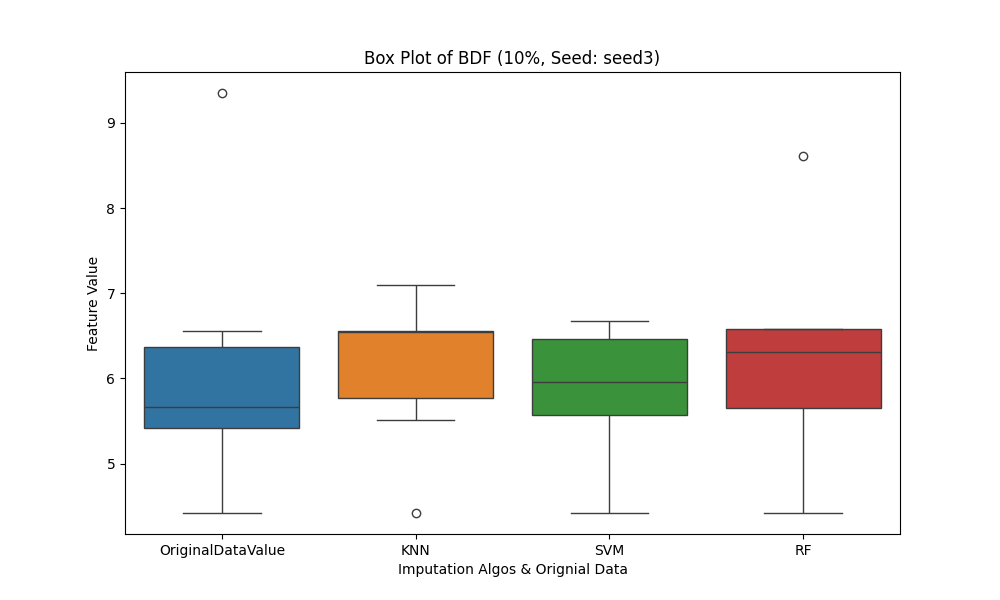 Box Plot of BDF (10%, Seed: seed3)
Feature Value
9
8
7
6
5
OriginalDataValue
KNN
SVM
RF
Imputation Algos & Orignial Data